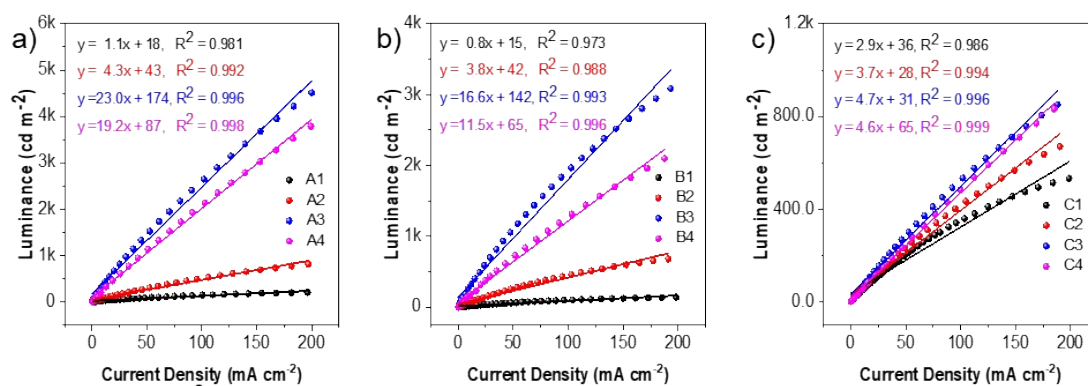 a)
6k
5k
4k
3k
2k
1k
0
Luminance (cd m-2)
y= 1.1x + 18, R2 = 0.981
y= 4.3x + 43, R2 = 0.992
y=23.0x + 174, R2 = 0.996
y=19.2x + 87, R2 = 0.998
A1
A2
A3
A4
0 50 100 150 200
Current Density (mA cm-2)
b)
4k
3k
2k
1k
0
Luminance (cd m-2)
y= 0.8x + 15, R2 = 0.973
y= 3.8x + 42, R2 = 0.988
y=16.6x + 142, R2 = 0.993
y=11.5x + 65, R2 = 0.996
B1
B2
B3
B4
0 50 100 150 200
Current Density (mA cm-2)
c)
1.2k
800.0
400.0
0.0
Luminance (cd m-2)
y=2.9x + 36, R2 = 0.986
y=3.7x + 28, R2 = 0.994
y=4.7x + 31, R2 = 0.996
y=4.6x + 65, R2 = 0.999
C1
C2
C3
C4
0 50 100 150 200
Current Density (mA cm-2)